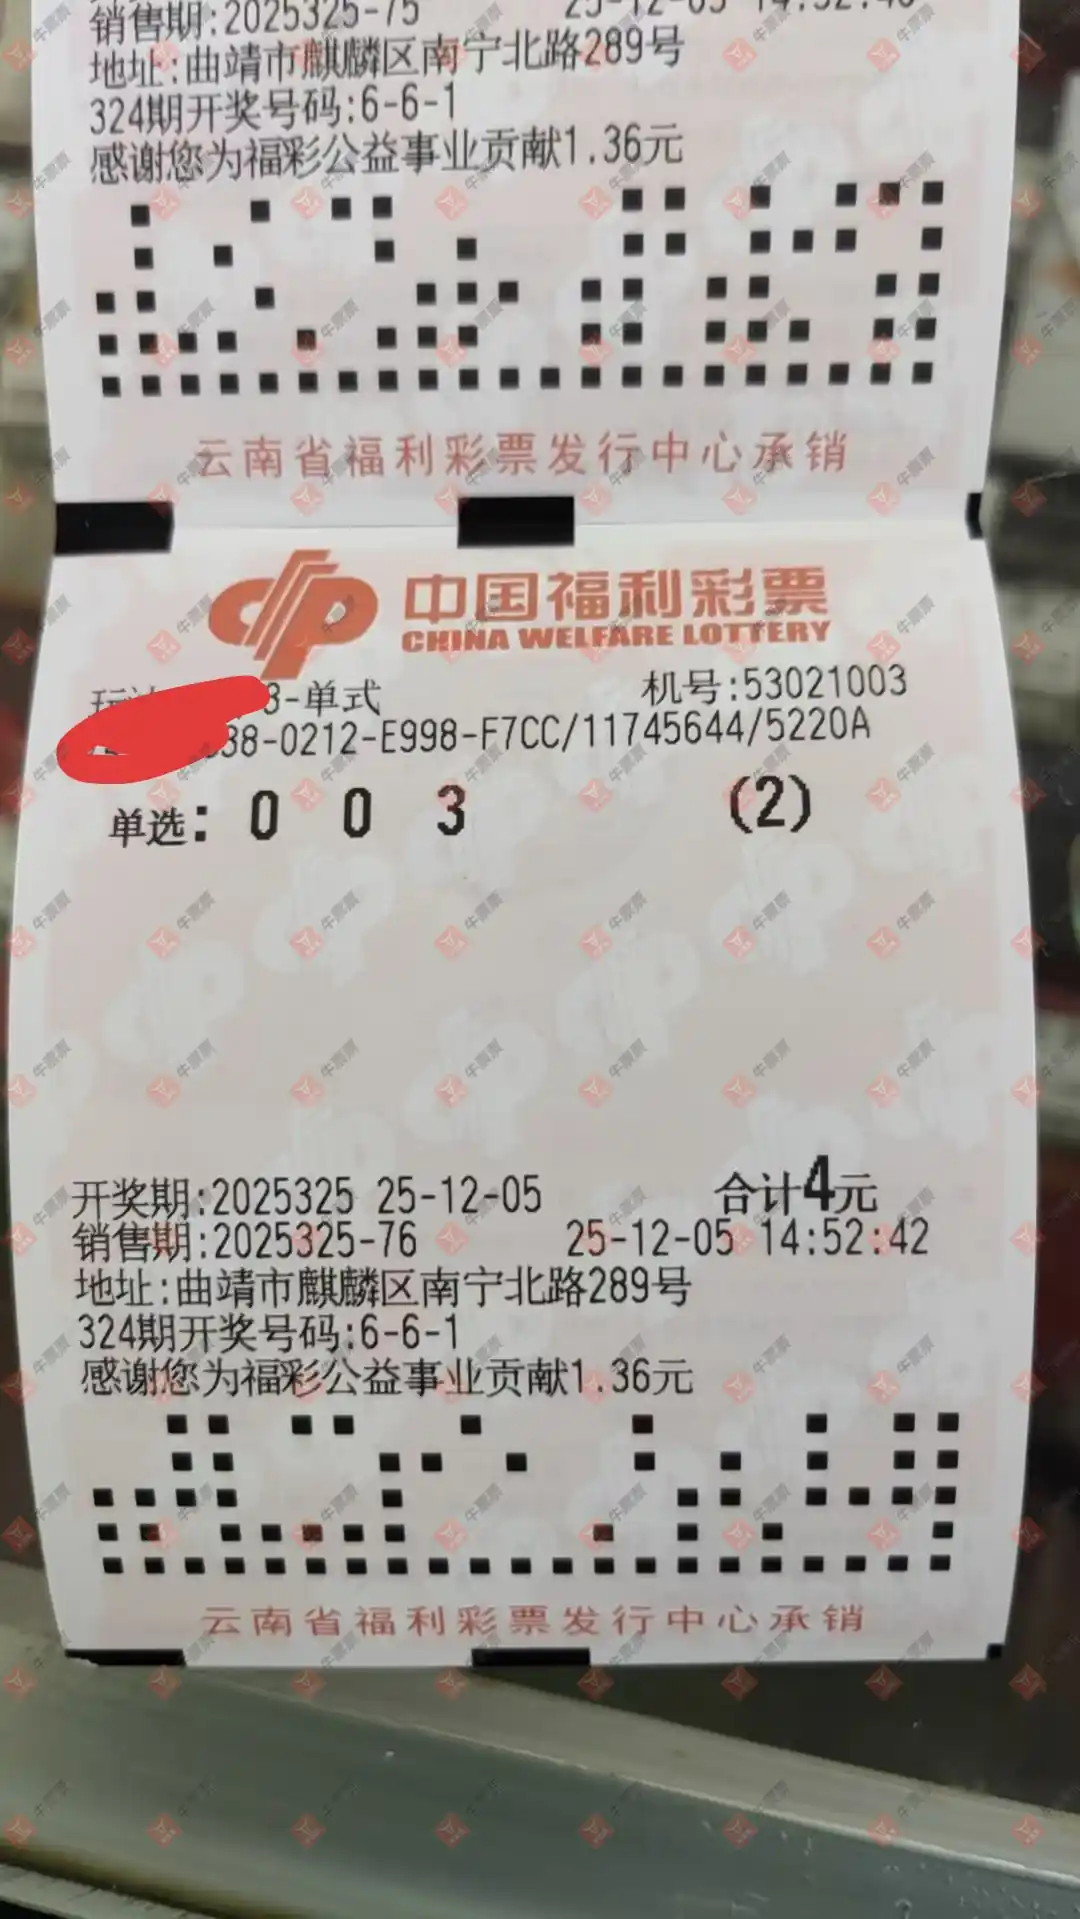 销售期:2025325-75
地址:曲靖市麒麟区南宁北路289号
324期开奖号码:6-6-1
感谢您为福彩公益事业贡献1.36元
云南省福利彩票发行中心承销
中国福利彩票
CHINA WELFARE LOTTERY
3-单式 机号:53021003
38-0212-E998-F7CC/11745644/5220A
单选: 0 0 3 (2)
开奖期:2025325 25-12-05 合计4元
销售期:2025325-76 25-12-05 14:52:42
地址:曲靖市麒麟区南宁北路289号
324期开奖号码:6-6-1
感谢您为福彩公益事业贡献1.36元
云南省福利彩票发行中心承销
牛票票